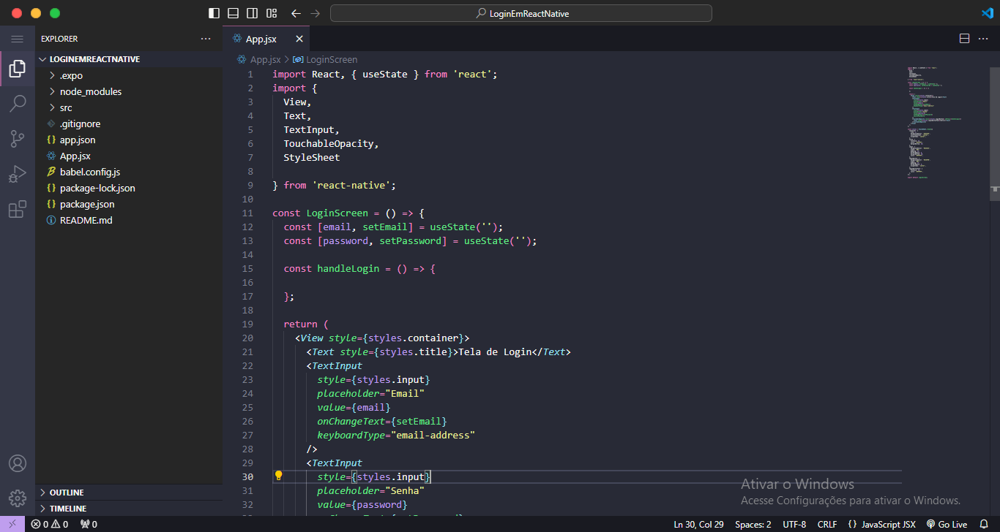 LoginEmReactNative
EXPLORER
LOGINEMREACTNATIVE
.expo
node_modules
src
.gitignore
app.json
App.jsx
babel.config.js
package-lock.json
package.json
README.md
OUTLINE
TIMELINE
App.jsx
App.jsx > LoginScreen
1 import React, { useState } from 'react';
2 import {
3 View,
4 Text,
5 TextInput,
6 TouchableOpacity,
7 StyleSheet
8
9 } from 'react-native';
10
11 const LoginScreen = () => {
12 const [email, setEmail] = useState('');
13 const [password, setPassword] = useState('');
14
15 const handleLogin = () => {
16
17 };
18
19 return (
20 <View style={styles.container}>
21 <Text style={styles.title}>Tela de Login</Text>
22 <TextInput
23 style={styles.input}
24 placeholder="Email"
25 value={email}
26 onChangeText={setEmail}
27 keyboardType="email-address"
28 />
29 <TextInput
30 style={styles.input}
31 placeholder="Senha"
32 value={password}
Ativar o Windows
Acesse Configurações para ativar o Windows.
0 0 0 Ln 30, Col 29 Spaces: 2 UTF-8 CRLF {} JavaScript JSX Go Live